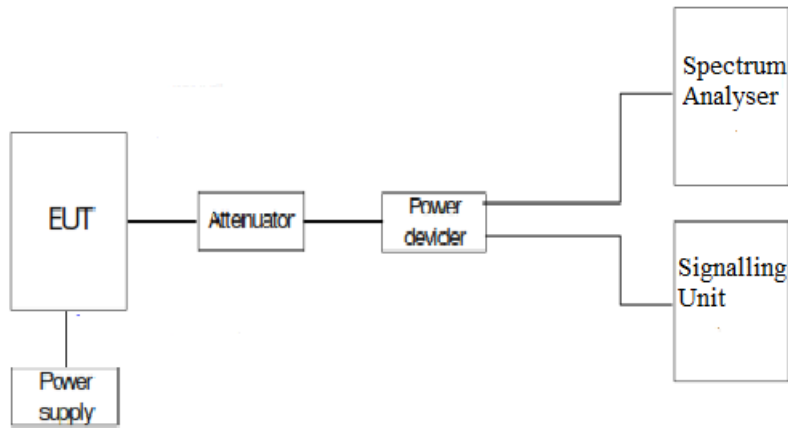 EUT
Attenuator
Power
devider
Spectrum
Analyser
Signalling
Unit
Power
supply